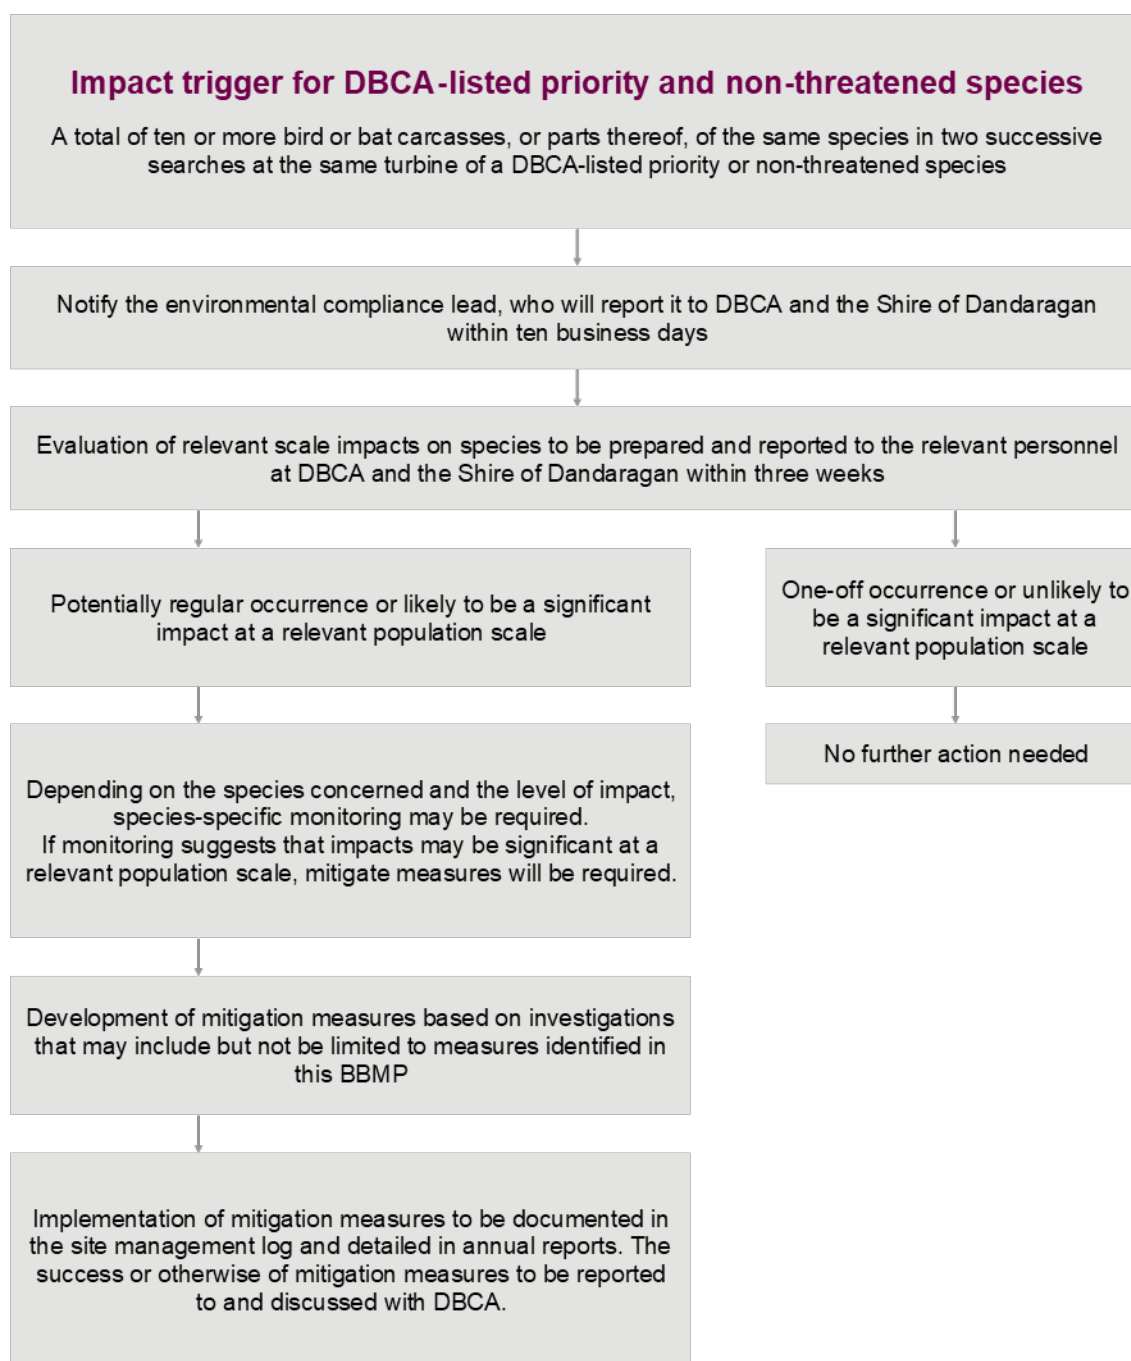 Impact trigger for DBCA-listed priority and non-threatened species
A total of ten or more bird or bat carcasses, or parts thereof, of the same species in two successive
searches at the same turbine of a DBCA-listed priority or non-threatened species
Notify the environmental compliance lead, who will report it to DBCA and the Shire of Dandaragan
within ten business days
Evaluation of relevant scale impacts on species to be prepared and reported to the relevant personnel
at DBCA and the Shire of Dandaragan within three weeks
Potentially regular occurrence or likely to be a significant
impact at a relevant population scale
One-off occurrence or unlikely to
be a significant impact at a
relevant population scale
Depending on the species concerned and the level of impact,
species-specific monitoring may be required.
If monitoring suggests that impacts may be significant at a
relevant population scale, mitigate measures will be required.
No further action needed
Development of mitigation measures based on investigations
that may include but not be limited to measures identified in
this BBMP
Implementation of mitigation measures to be documented in
the site management log and detailed in annual reports. The
success or otherwise of mitigation measures to be reported
to and discussed with DBCA.